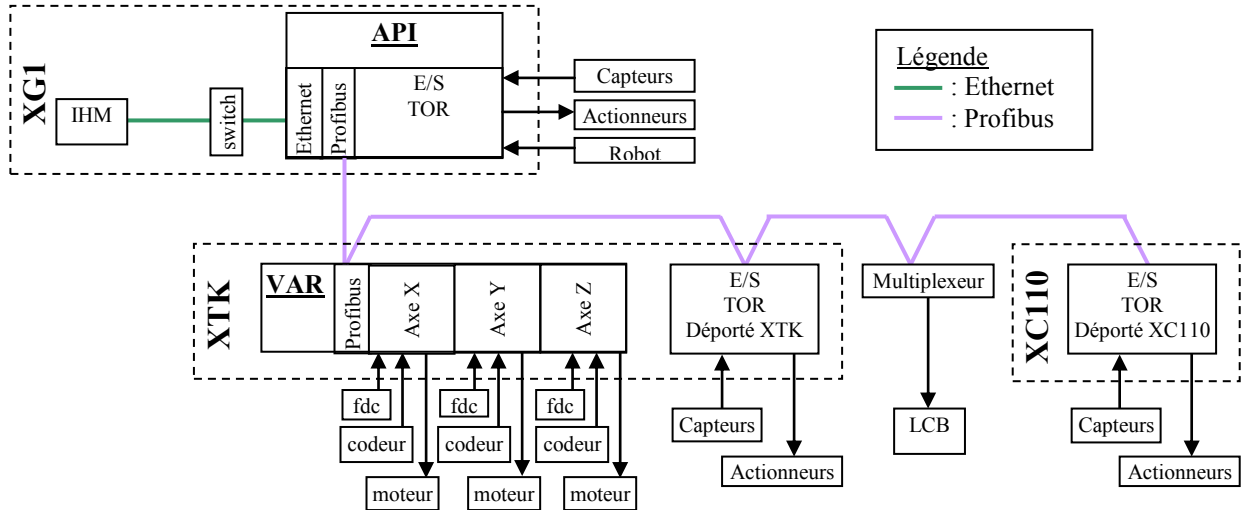 XG1
API
IHM
switch
Ethernet
Profibus
E/S
TOR
Capteurs
Actionneurs
Robot
Légende
: Ethernet
: Profibus
XTK
VAR
Profibus
Axe X
Axe Y
Axe Z
E/S
TOR
Déporté XTK
Multiplexeur
XC110
E/S
TOR
Déporté XC110
fdc
fdc
fdc
codeur
codeur
codeur
moteur
moteur
moteur
Capteurs
Actionneurs
LCB
Capteurs
Actionneurs